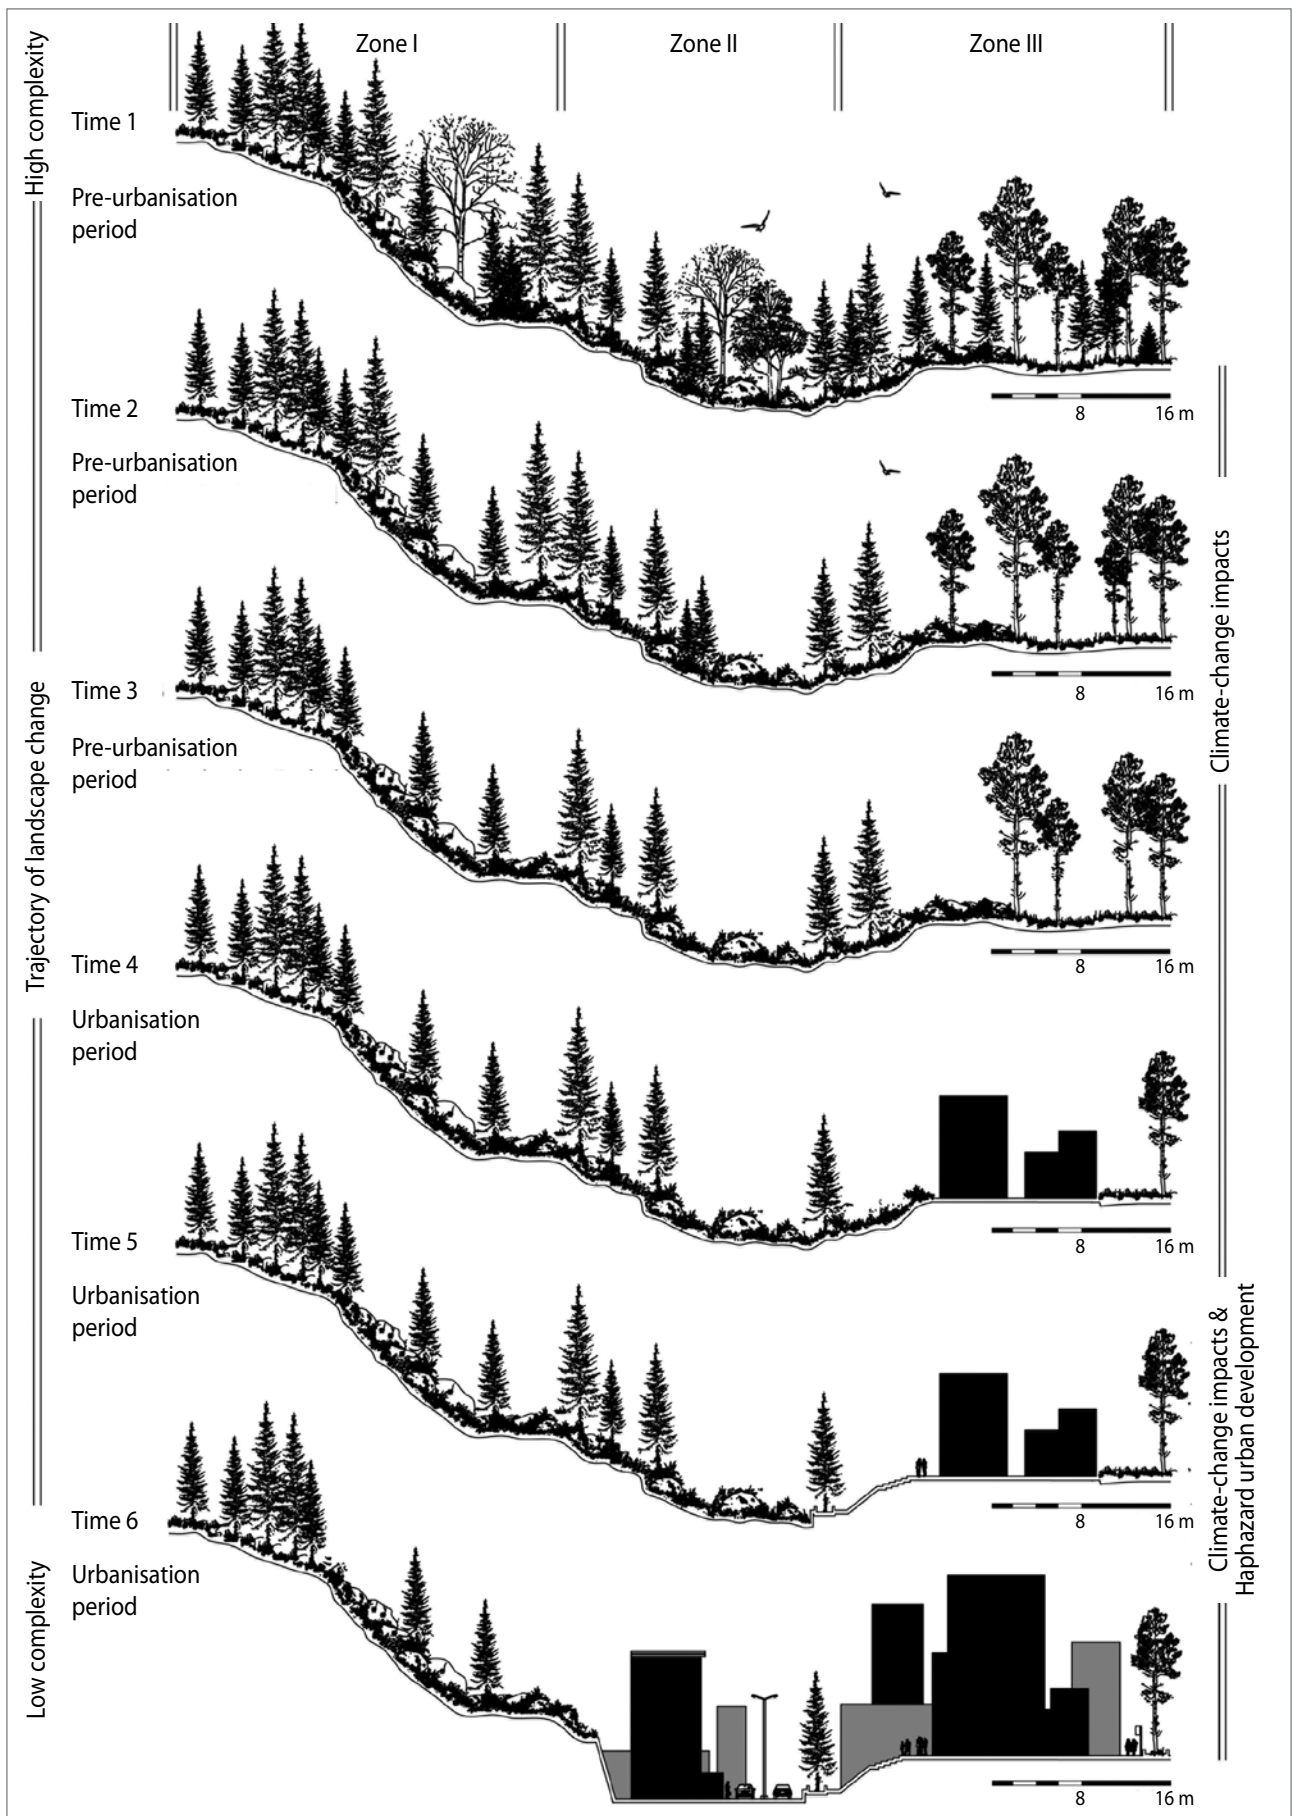 Zone I
Zone II
Zone III
High complexity
Time 1
Pre-urbanisation
period
8
16 m
Time 2
Pre-urbanisation
period
8
16 m
Climate-change impacts
Trajectory of landscape change
Time 3
Pre-urbanisation
period
8
16 m
Time 4
Urbanisation
period
8
16 m
Time 5
Urbanisation
period
8
16 m
Climate-change impacts &
Haphazard urban development
Time 6
Urbanisation
period
Low complexity
8
16 m